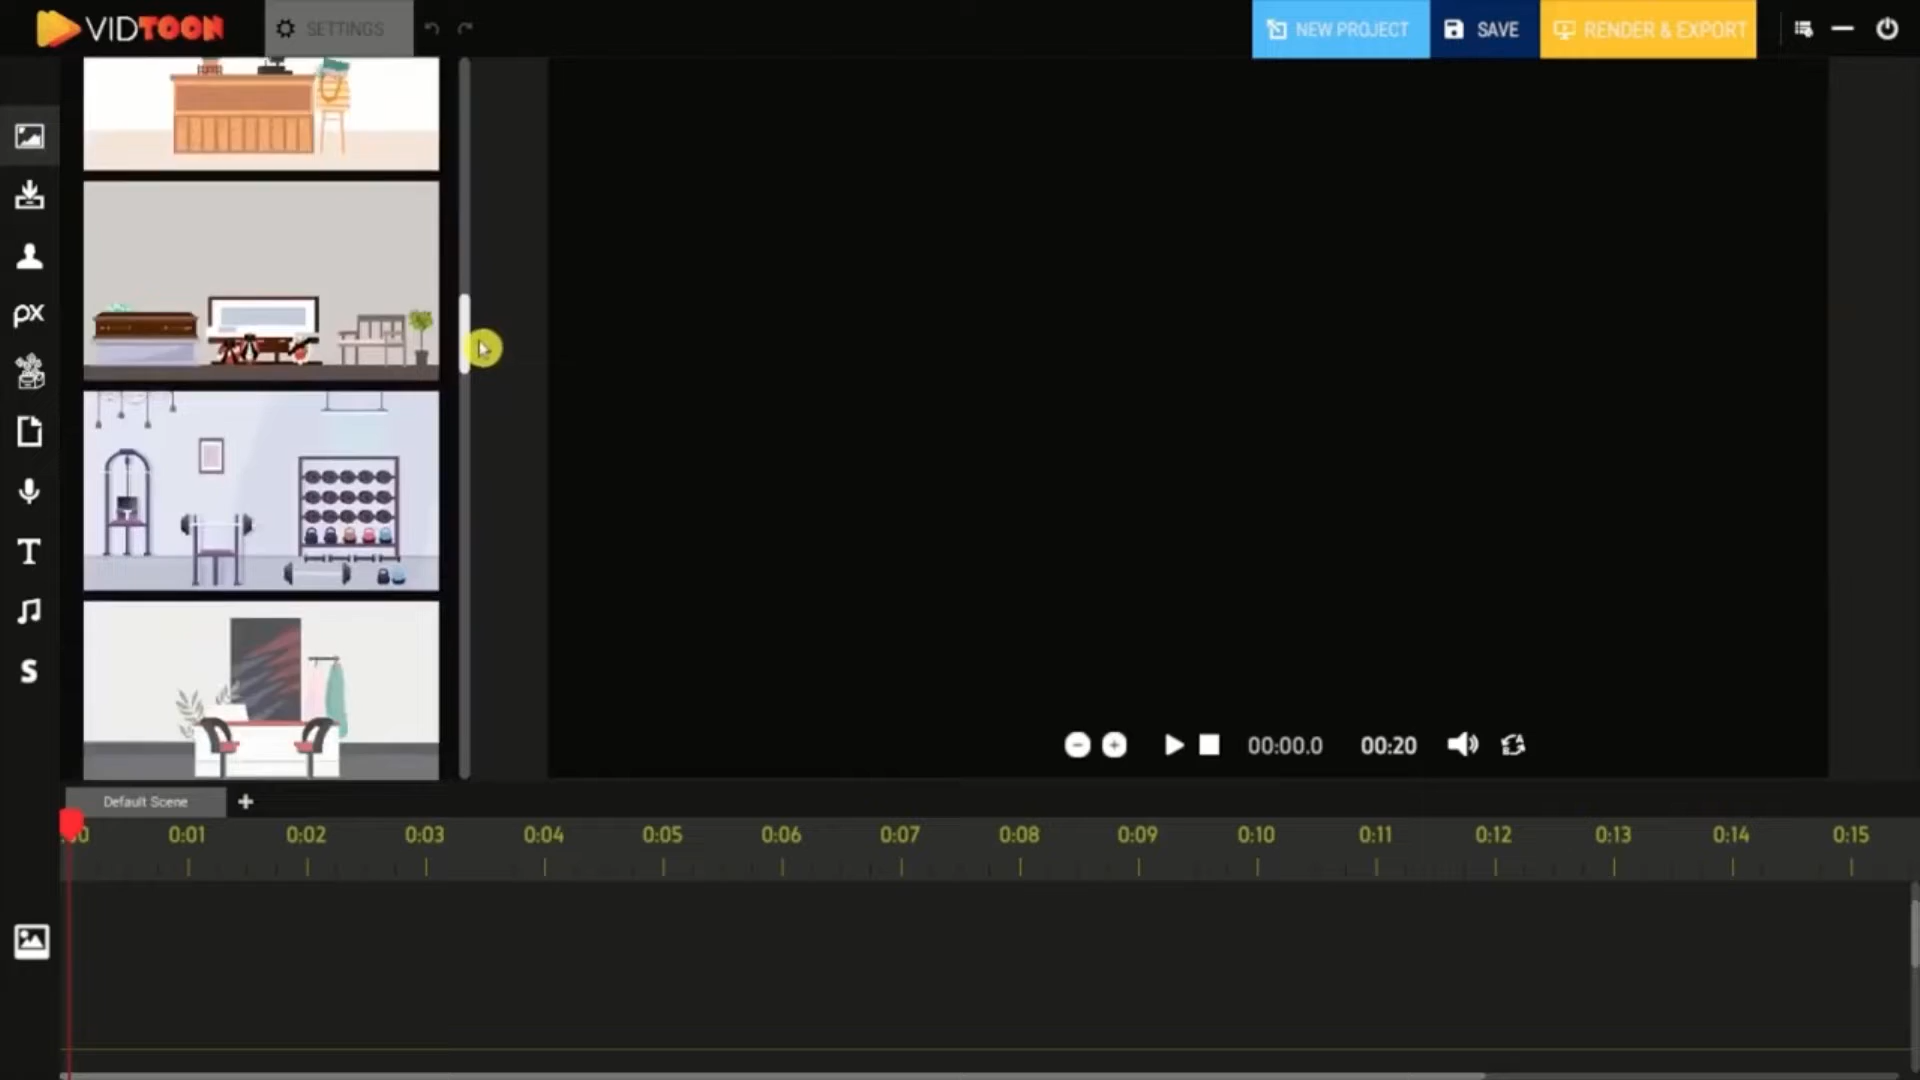 VIDTOON
SETTINGS
NEW PROJECT
SAVE
RENDER & EXPORT
px
T
S
00:00.0
00:20
Default Scene
:00 0:01 0:02 0:03 0:04 0:05 0:06 0:07 0:08 0:09 0:10 0:11 0:12 0:13 0:14 0:15